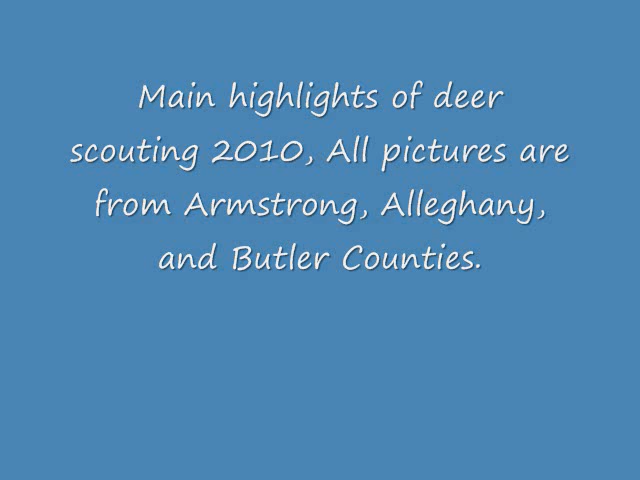 Main highlights of deer
scouting 2010, All pictures are
from Armstrong, Alleghany,
and Butler Counties.